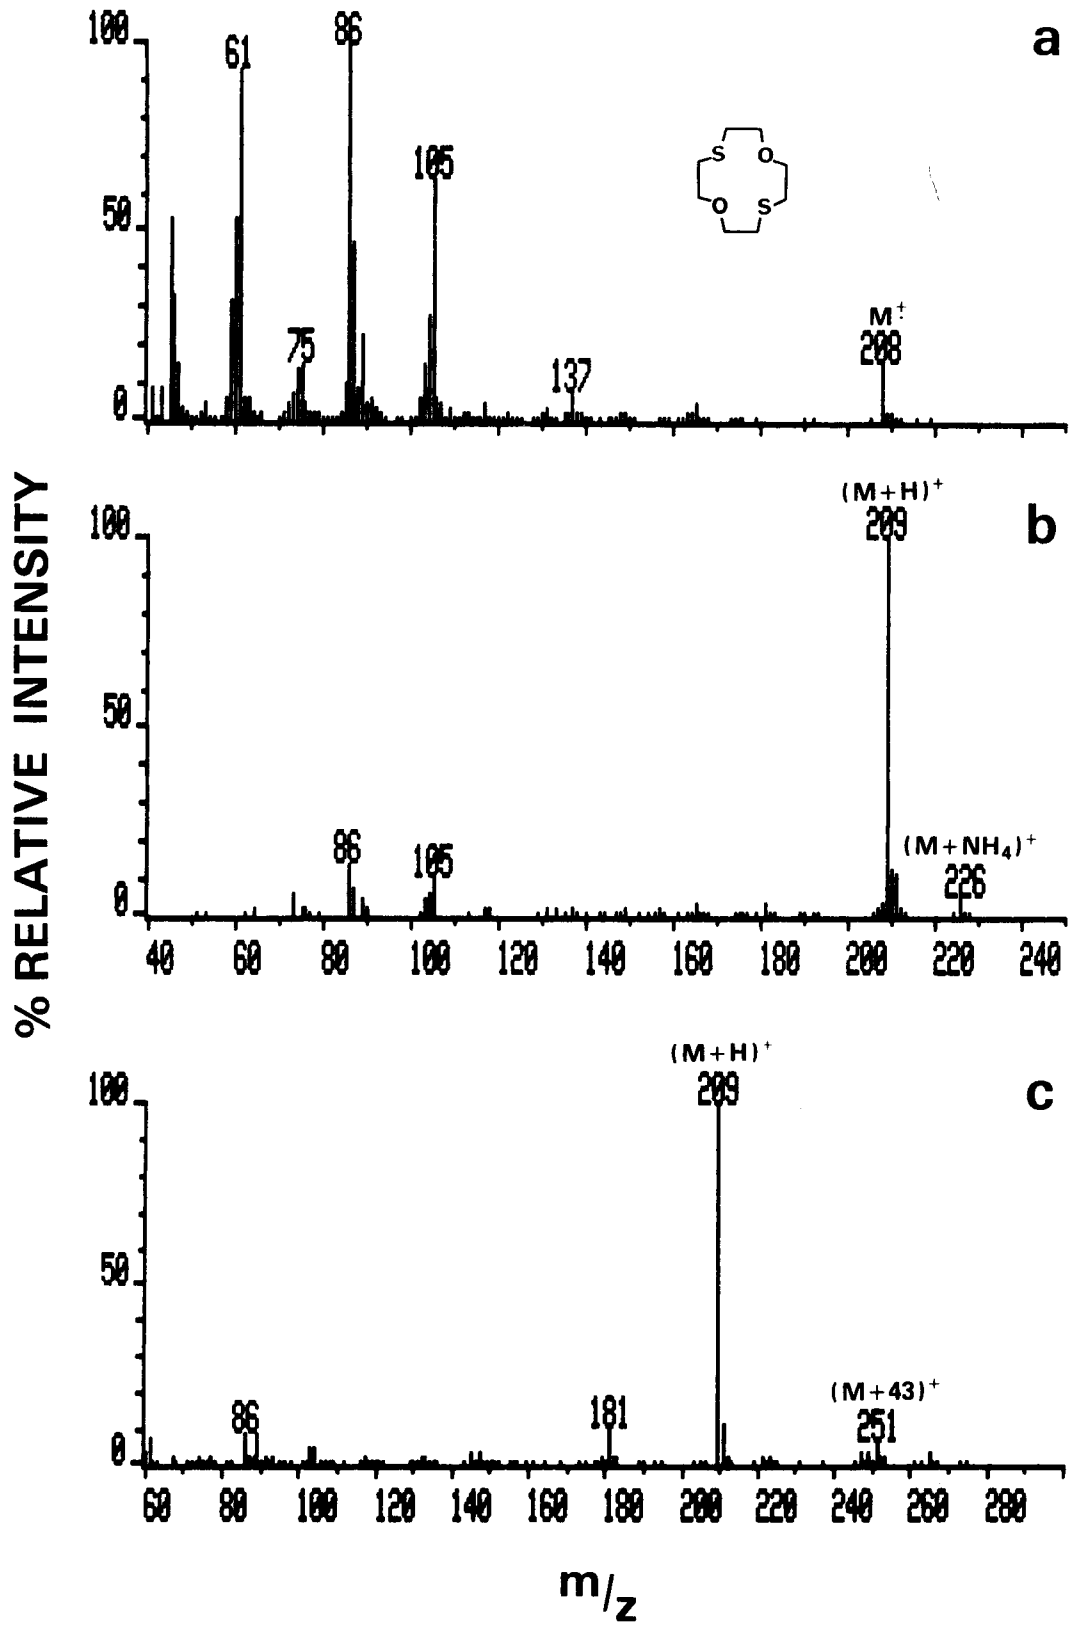 a
100
61
86
105
S O
O S
M+·
208
50
75
137
0
% RELATIVE INTENSITY
b
(M+H)+
100
209
50
(M+NH4)+
86
105
226
0
40 60 80 100 120 140 160 180 200 220 240
c
(M+H)+
100
209
50
(M+43)+
86
181
251
0
60 80 100 120 140 160 180 200 220 240 260 280
m/z